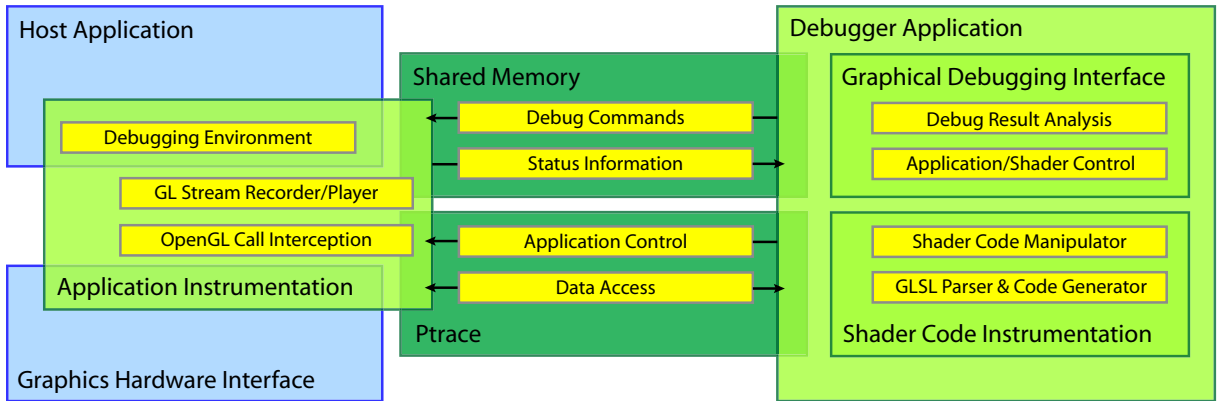 Host Application
Debugging Environment
GL Stream Recorder/Player
OpenGL Call Interception
Application Instrumentation
Graphics Hardware Interface
Shared Memory
Debug Commands
Status Information
Application Control
Data Access
Ptrace
Debugger Application
Graphical Debugging Interface
Debug Result Analysis
Application/Shader Control
Shader Code Manipulator
GLSL Parser & Code Generator
Shader Code Instrumentation